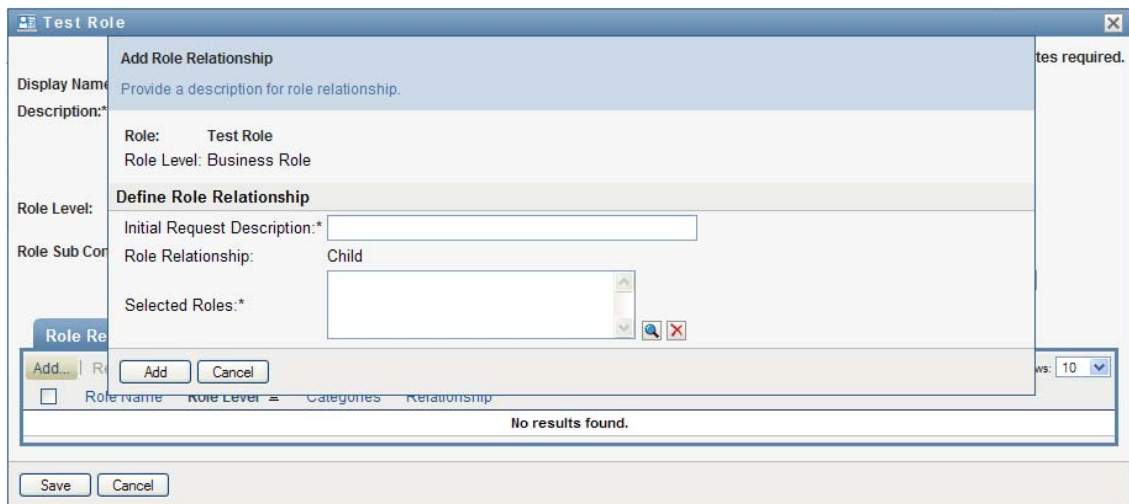 Test Role
Add Role Relationship
tes required.
Provide a description for role relationship.
Display Name
Description:*
Role: Test Role
Role Level: Business Role
Define Role Relationship
Role Level:
Initial Request Description:*
Role Sub Con
Role Relationship: Child
Selected Roles:*
Role Re
Add... | Re
Add Cancel
ws: 10
Role Name Role Level Categories Relationship
No results found.
Save Cancel